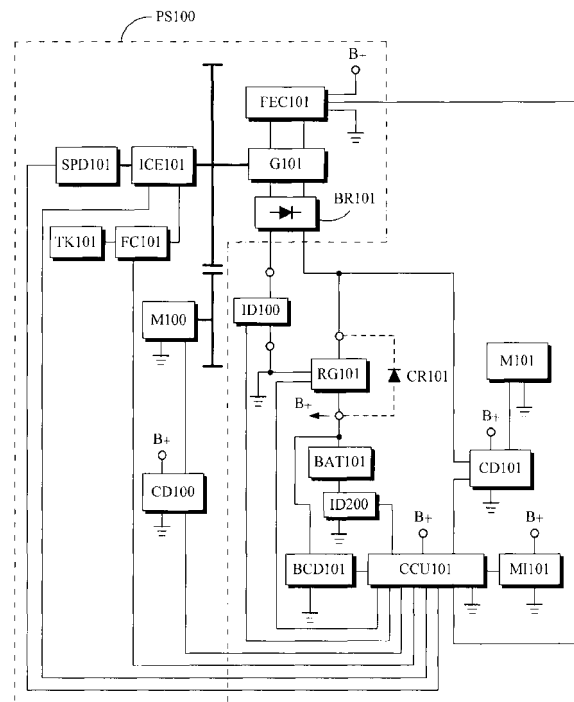 PS100
B+
FEC101
SPD101
ICE101
G101
BR101
TK101
FC101
M100
ID100
RG101
CR101
M101
B+
B+
B+
CD100
BAT101
CD101
ID200
B+
B+
BCD101
CCU101
MI101